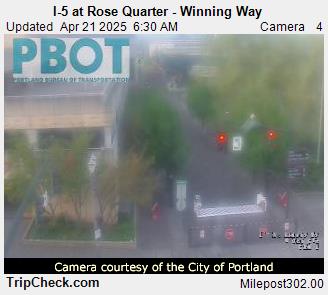 I-5 at Rose Quarter - Winning Way
Updated Apr 21 2025 6:30 AM Camera 4
PBOT
PORTLAND BUREAU OF TRANSPORTATION
Camera courtesy of the City of Portland
TripCheck.com Milepost302.00